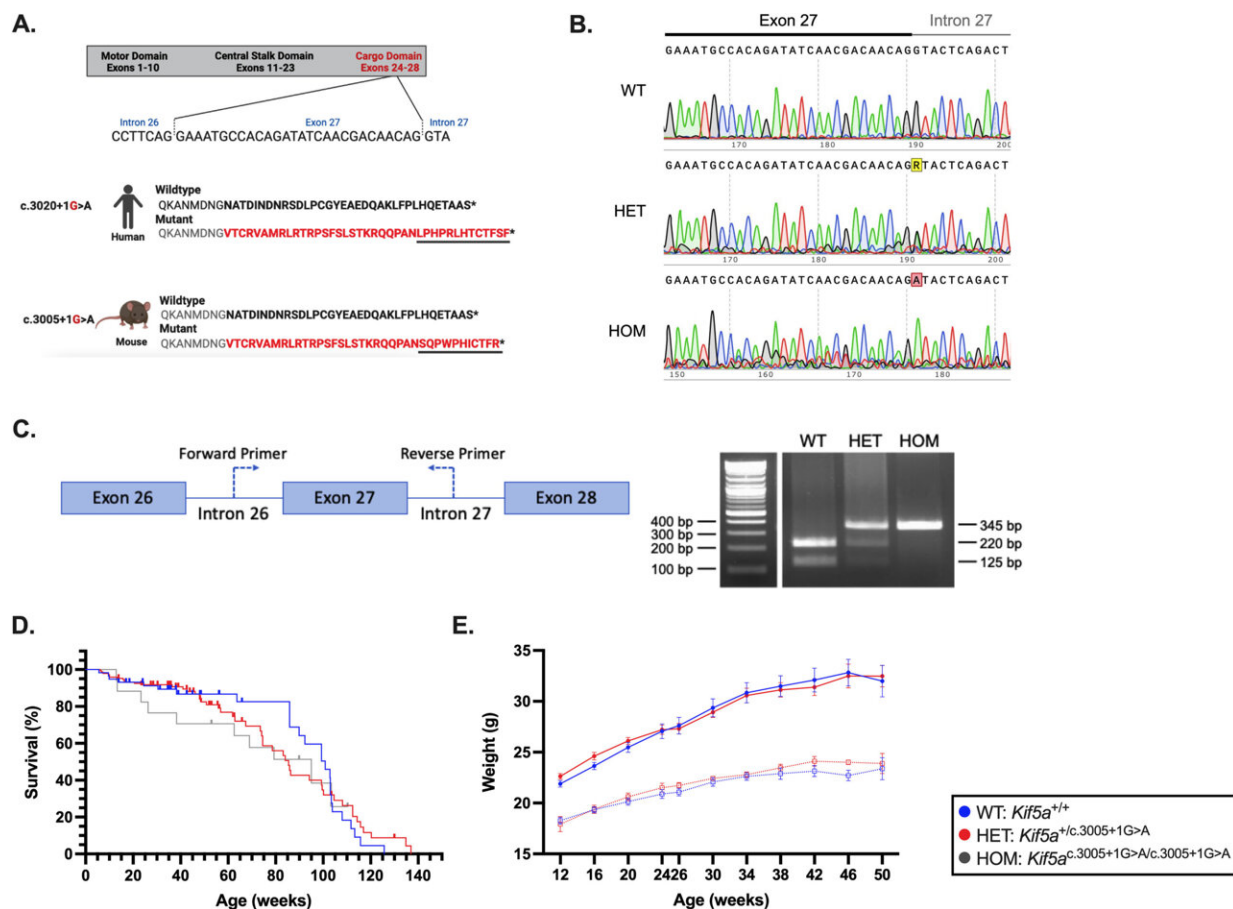 A.
Motor Domain
Exons 1-10
Central Stalk Domain
Exons 11-23
Cargo Domain
Exons 24-28
Intron 26
Exon 27
Intron 27
CCTTCAG GAAATGCCACAGATATCAACGACAACAG GTA
c.3020+1G>A
Human
Wildtype
QKANMDNGNATDINDNRSDLPCGYEAEDQAKLFPLHQETAAS*
Mutant
QKANMDNGVTCRVAMRLRTRPSFSLSTKRQQPANLPHPRLHTCTFSF*
c.3005+1G>A
Mouse
Wildtype
QKANMDNGNATDINDNRSDLPCGYEAEDQAKLFPLHQETAAS*
Mutant
QKANMDNGVTCRVAMRLRTRPSFSLSTKRQQPANSQPWPHICTFR*
B.
Exon 27 Intron 27
GAAATGCCACAGATATCAACGACAACAGGTACTCAGACT
WT
170 180 190 200
GAAATGCCACAGATATCAACGACAACAGRTACTCAGACT
HET
170 180 190 200
GAAATGCCACAGATATCAACGACAACAGATACTCAGACT
HOM
150 160 170 180
C.
Forward Primer
Reverse Primer
Exon 26
Intron 26
Exon 27
Intron 27
Exon 28
WT HET HOM
400 bp
300 bp
200 bp
100 bp
345 bp
220 bp
125 bp
D.
Survival (%)
100
80
60
40
20
0
0 20 40 60 80 100 120 140
Age (weeks)
E.
Weight (g)
35
30
25
20
15
12 16 20 2426 30 34 38 42 46 50
Age (weeks)
WT: Kif5a+/+
HET: Kif5a+/c.3005+1G>A
HOM: Kif5ac.3005+1G>A/c.3005+1G>A